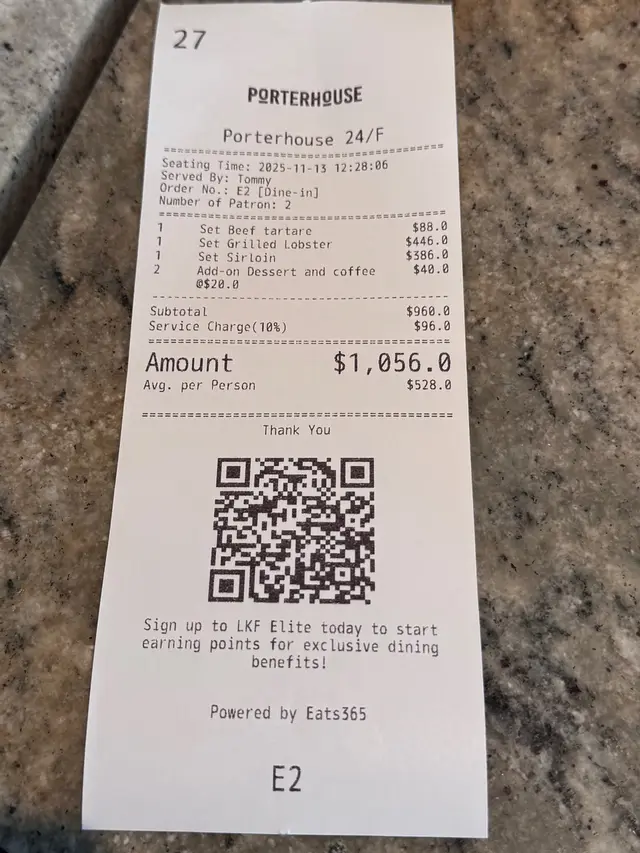 27
PORTERHOUSE
Porterhouse 24/F
Seating Time: 2025-11-13 12:28:06
Served By: Tommy
Order No.: E2 [Dine-in]
Number of Patron: 2
1 Set Beef tartare $88.0
1 Set Grilled Lobster $446.0
1 Set Sirloin $386.0
2 Add-on Dessert and coffee $40.0
@$20.0
Subtotal $960.0
Service Charge(10%) $96.0
Amount $1,056.0
Avg. per Person $528.0
Thank You
Sign up to LKF Elite today to start
earning points for exclusive dining
benefits!
Powered by Eats365
E2